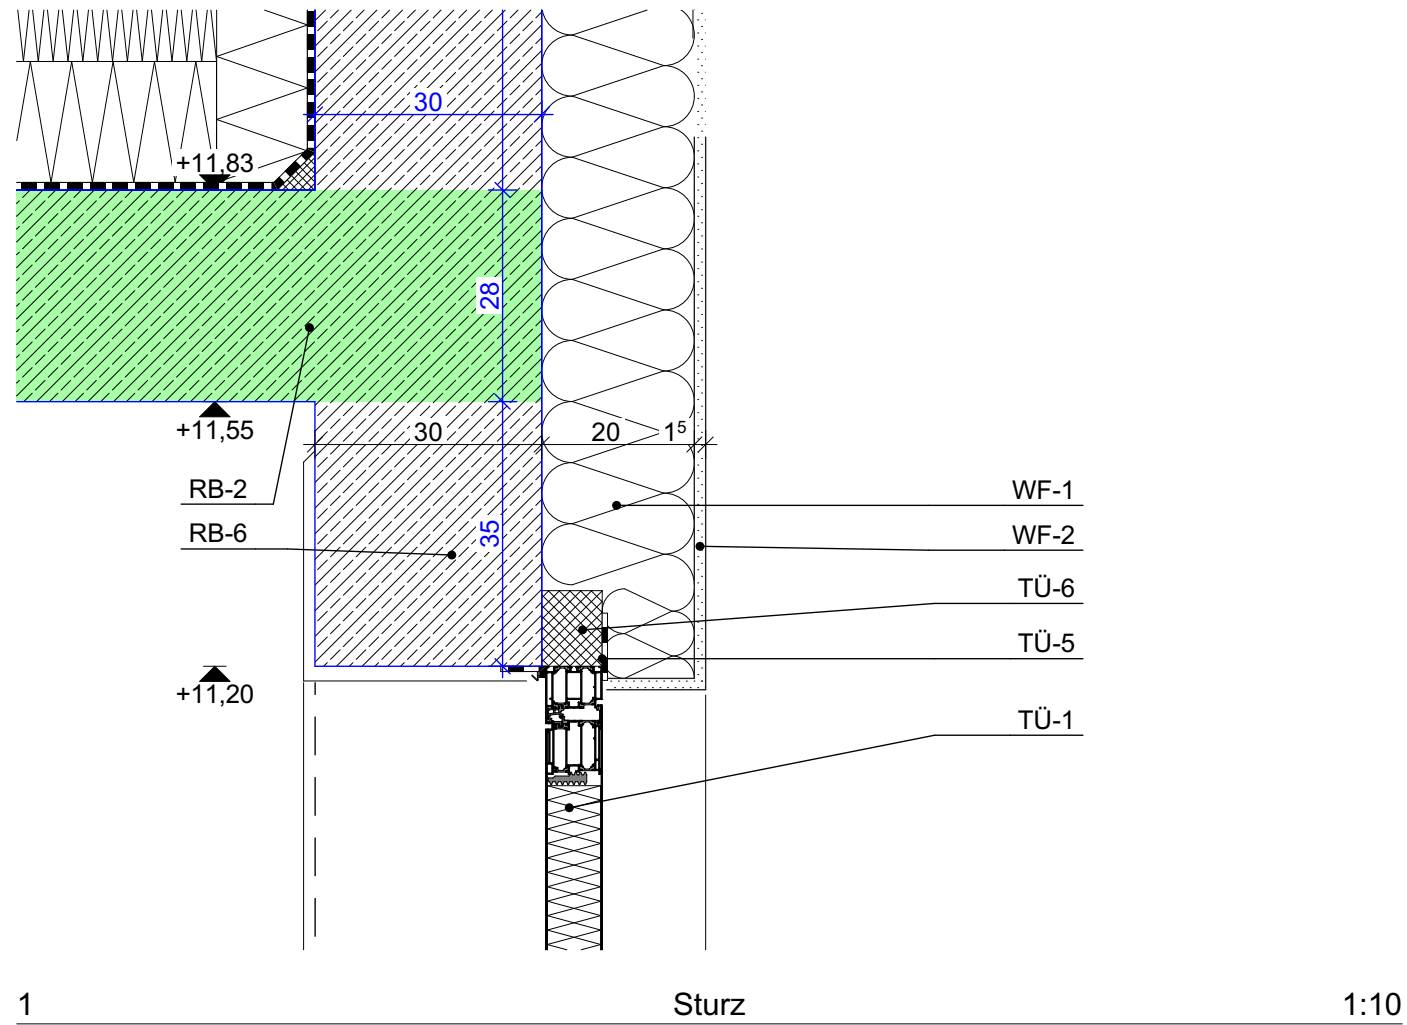 30
+11,83
28
+11,55
30 20 1⁵
RB-2
WF-1
RB-6
35
WF-2
TÜ-6
TÜ-5
+11,20
TÜ-1
1 Sturz 1:10